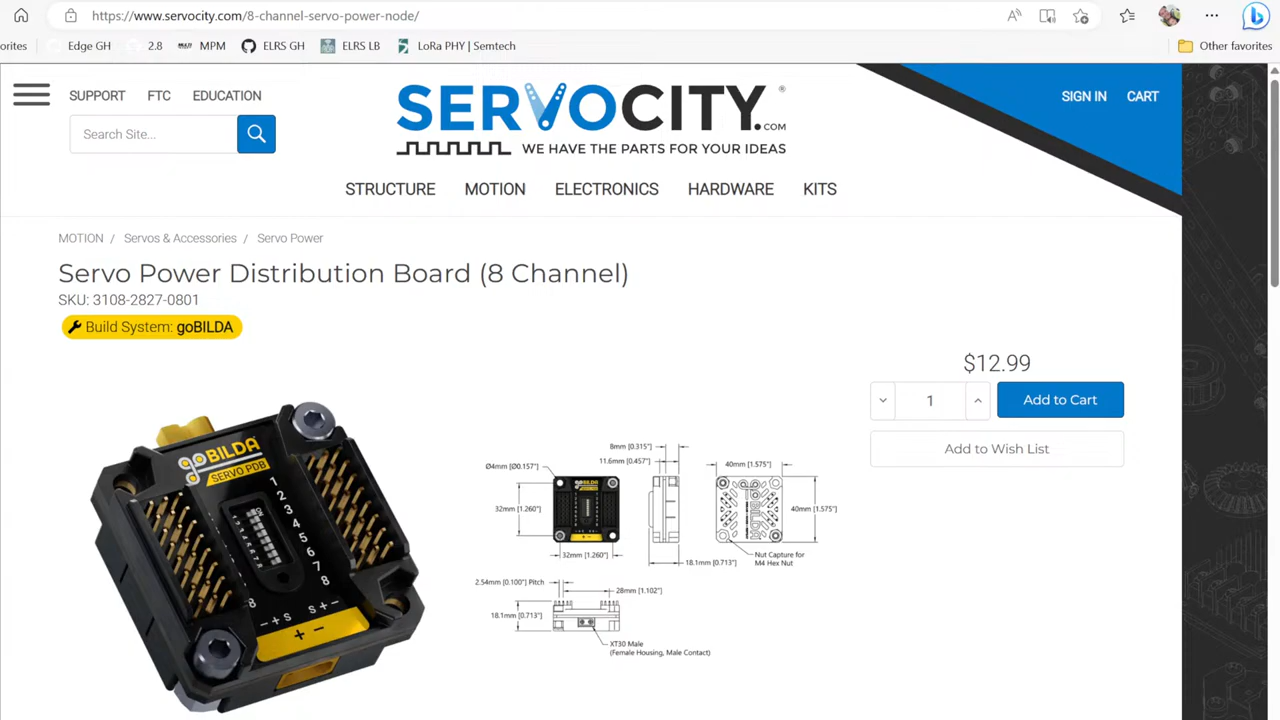 https://www.servocity.com/8-channel-servo-power-node/
orites
Edge GH
2.8
MPM
ELRS GH
ELRS LB
LoRa PHY | Semtech
Other favorites
SUPPORT FTC EDUCATION
SERVOCITY.COM ®
SIGN IN CART
Search Site...
WE HAVE THE PARTS FOR YOUR IDEAS
STRUCTURE MOTION ELECTRONICS HARDWARE KITS
MOTION / Servos & Accessories / Servo Power
Servo Power Distribution Board (8 Channel)
SKU: 3108-2827-0801
Build System: goBILDA
$12.99
1
Add to Cart
Add to Wish List
goBILDA
SERVO PDB
1
2
3
4
5
6
7
8
8
- + S S + -
+ -
8mm [0.315"]
11.6mm [0.457"]
Ø4mm [Ø0.157"]
40mm [1.575"]
32mm [1.260"]
40mm [1.575"]
32mm [1.260"]
18.1mm [0.713"]
Nut Capture for
M4 Hex Nut
2.54mm [0.100"] Pitch
28mm [1.102"]
18.1mm [0.713"]
XT30 Male
(Female Housing, Male Contact)